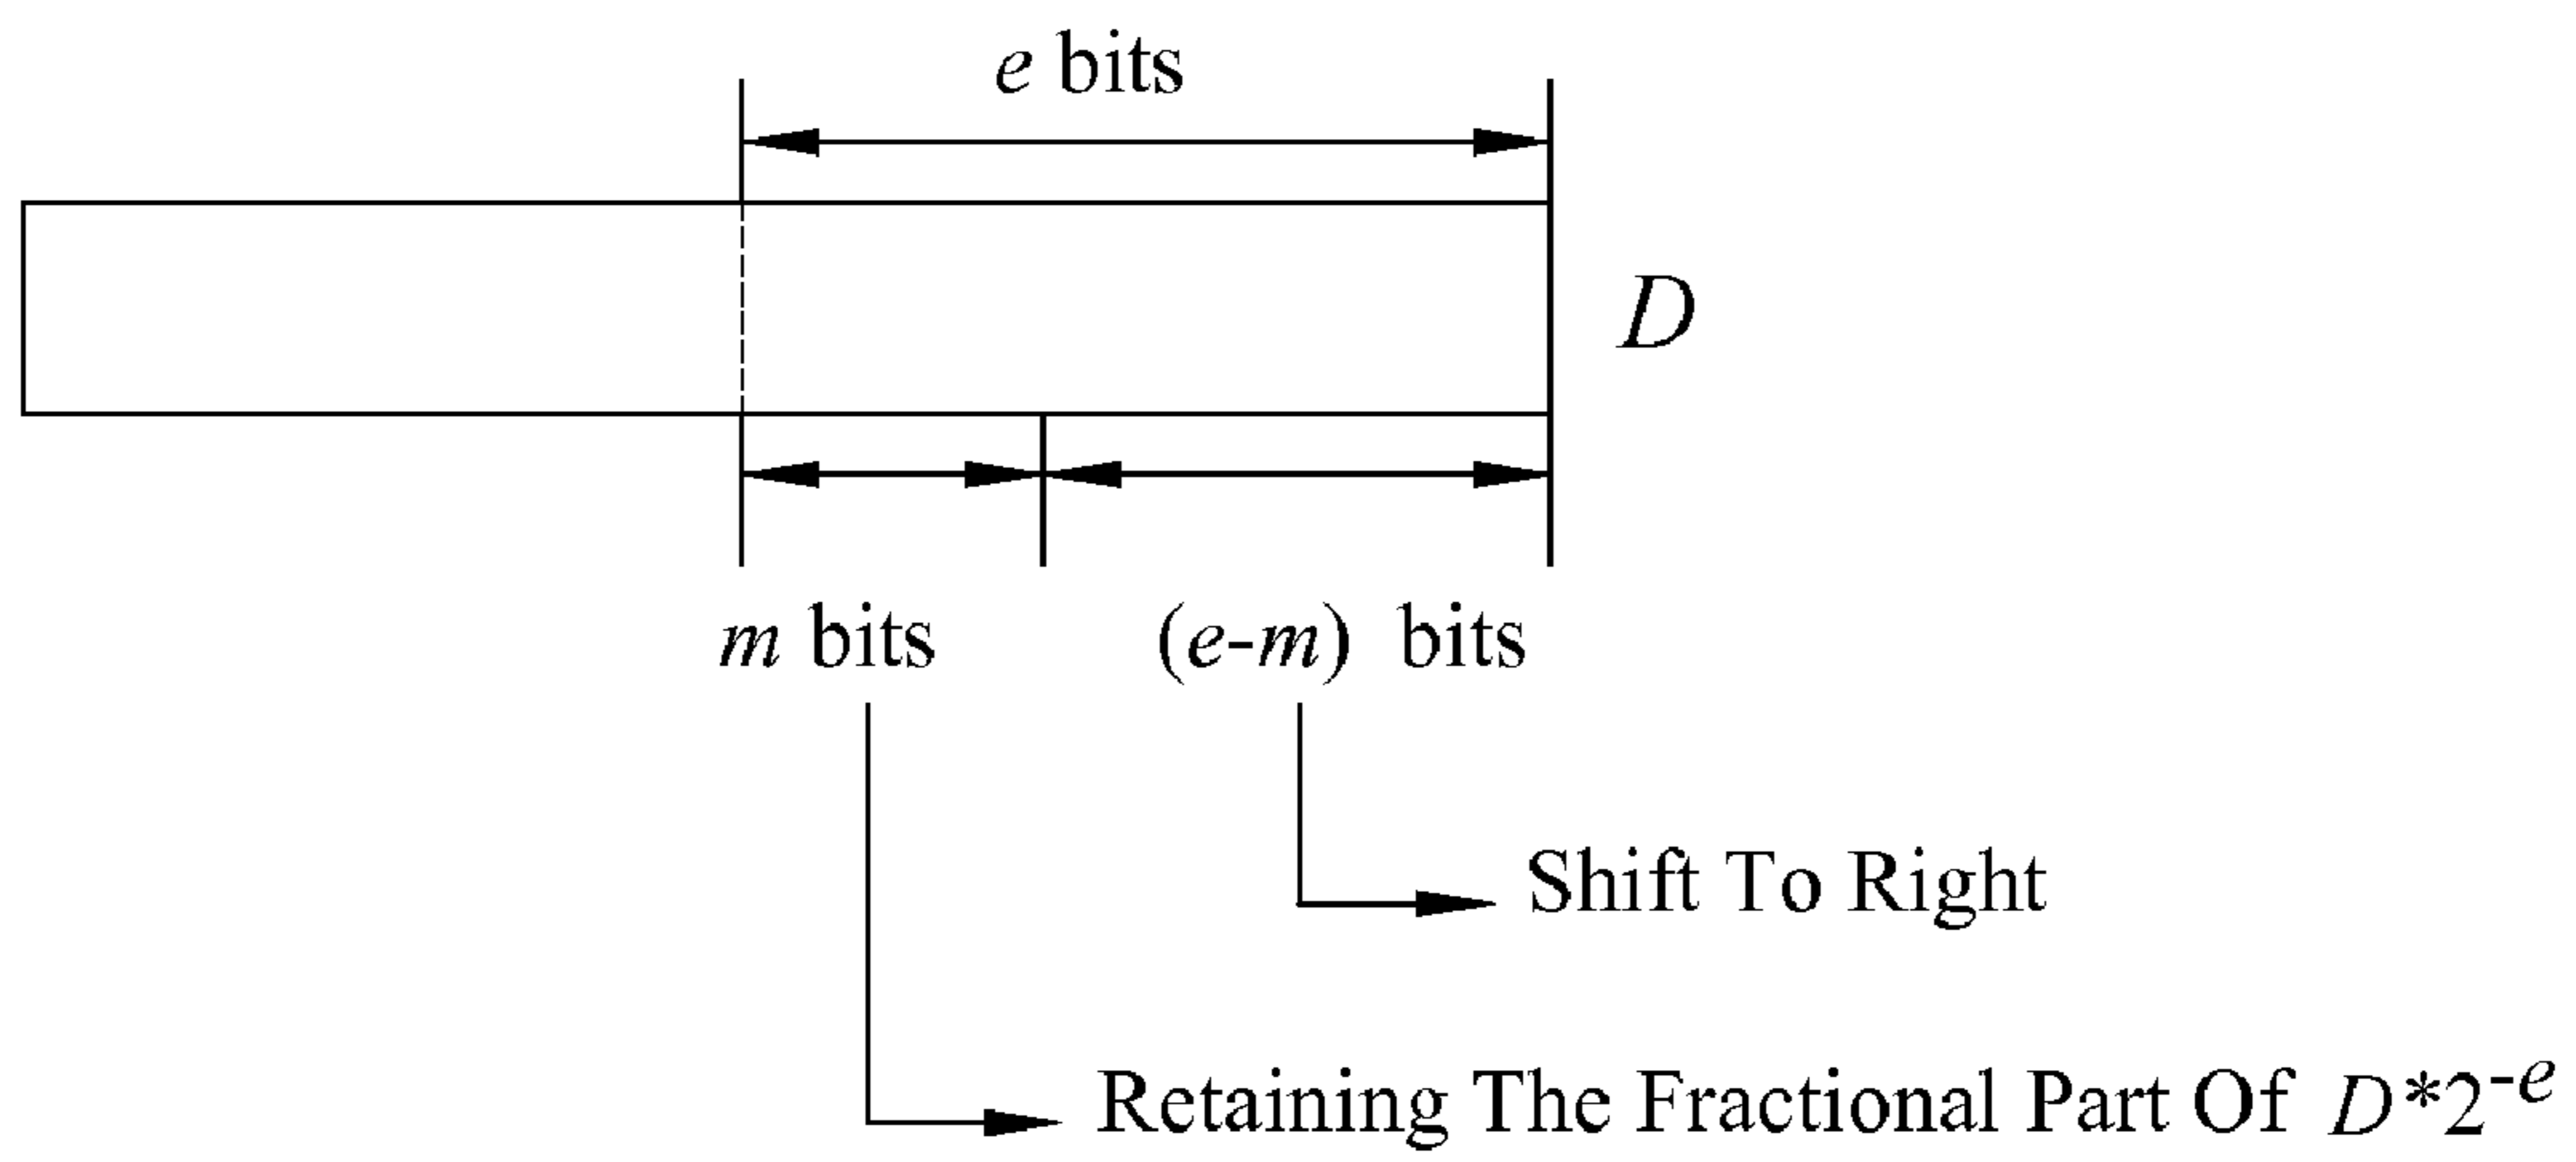 e bits
D
m bits
(e-m) bits
Shift To Right
Retaining The Fractional Part Of D*2^-e